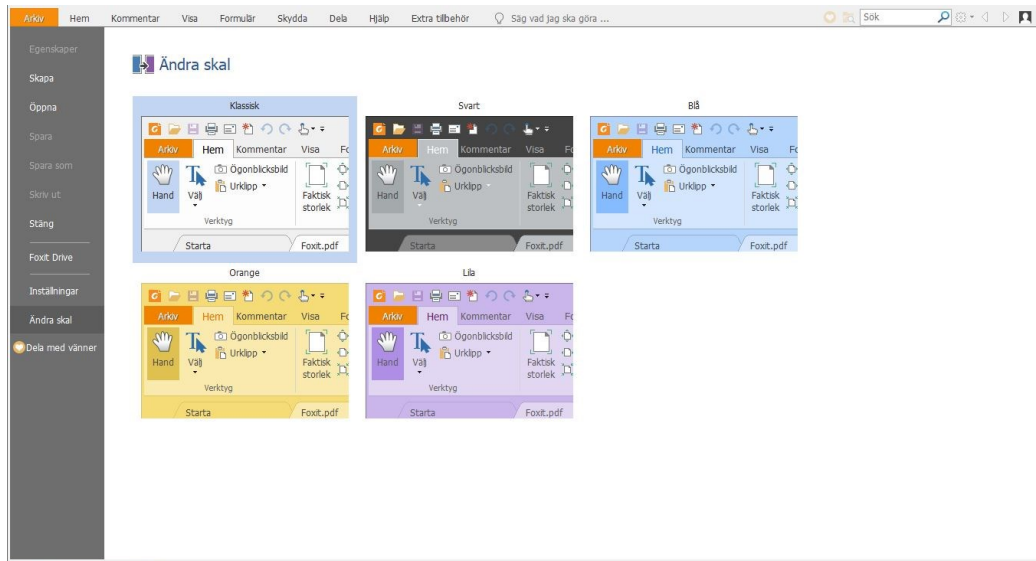 Arkiv Hem Kommentar Visa Formulär Skydda Dela Hjälp Extra tillbehör Säg vad jag ska göra ... Sök
Egenskaper
Skapa
Öppna
Spara
Spara som
Skriv ut
Stäng
Foxit Drive
Inställningar
Ändra skal
Dela med vänner
Ändra skal
Klassisk
Arkiv Hem Kommentar Visa Fo
Hand
Välj
Ögonblicksbild
Urklipp
Faktisk
storlek
Verktyg
Starta Foxit.pdf
Svart
Arkiv Hem Kommentar Visa Fo
Hand
Välj
Ögonblicksbild
Urklipp
Faktisk
storlek
Verktyg
Starta Foxit.pdf
Blå
Arkiv Hem Kommentar Visa Fo
Hand
Välj
Ögonblicksbild
Urklipp
Faktisk
storlek
Verktyg
Starta Foxit.pdf
Orange
Arkiv Hem Kommentar Visa Fo
Hand
Välj
Ögonblicksbild
Urklipp
Faktisk
storlek
Verktyg
Starta Foxit.pdf
Lila
Arkiv Hem Kommentar Visa Fo
Hand
Välj
Ögonblicksbild
Urklipp
Faktisk
storlek
Verktyg
Starta Foxit.pdf